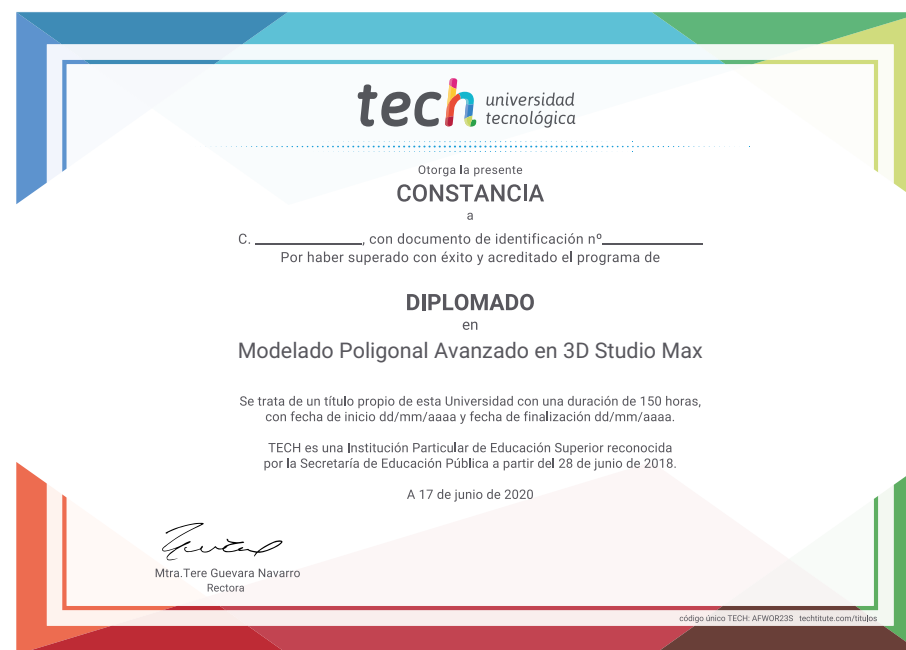 tech universidad
tecnológica
Otorga la presente
CONSTANCIA
a
C. ____________, con documento de identificación nº____________
Por haber superado con éxito y acreditado el programa de
DIPLOMADO
en
Modelado Poligonal Avanzado en 3D Studio Max
Se trata de un título propio de esta Universidad con una duración de 150 horas,
con fecha de inicio dd/mm/aaaa y fecha de finalización dd/mm/aaaa.
TECH es una Institución Particular de Educación Superior reconocida
por la Secretaría de Educación Pública a partir del 28 de junio de 2018.
A 17 de junio de 2020
Mtra.Tere Guevara Navarro
Rectora
código único TECH: AFWOR23S techtitute.com/titulos